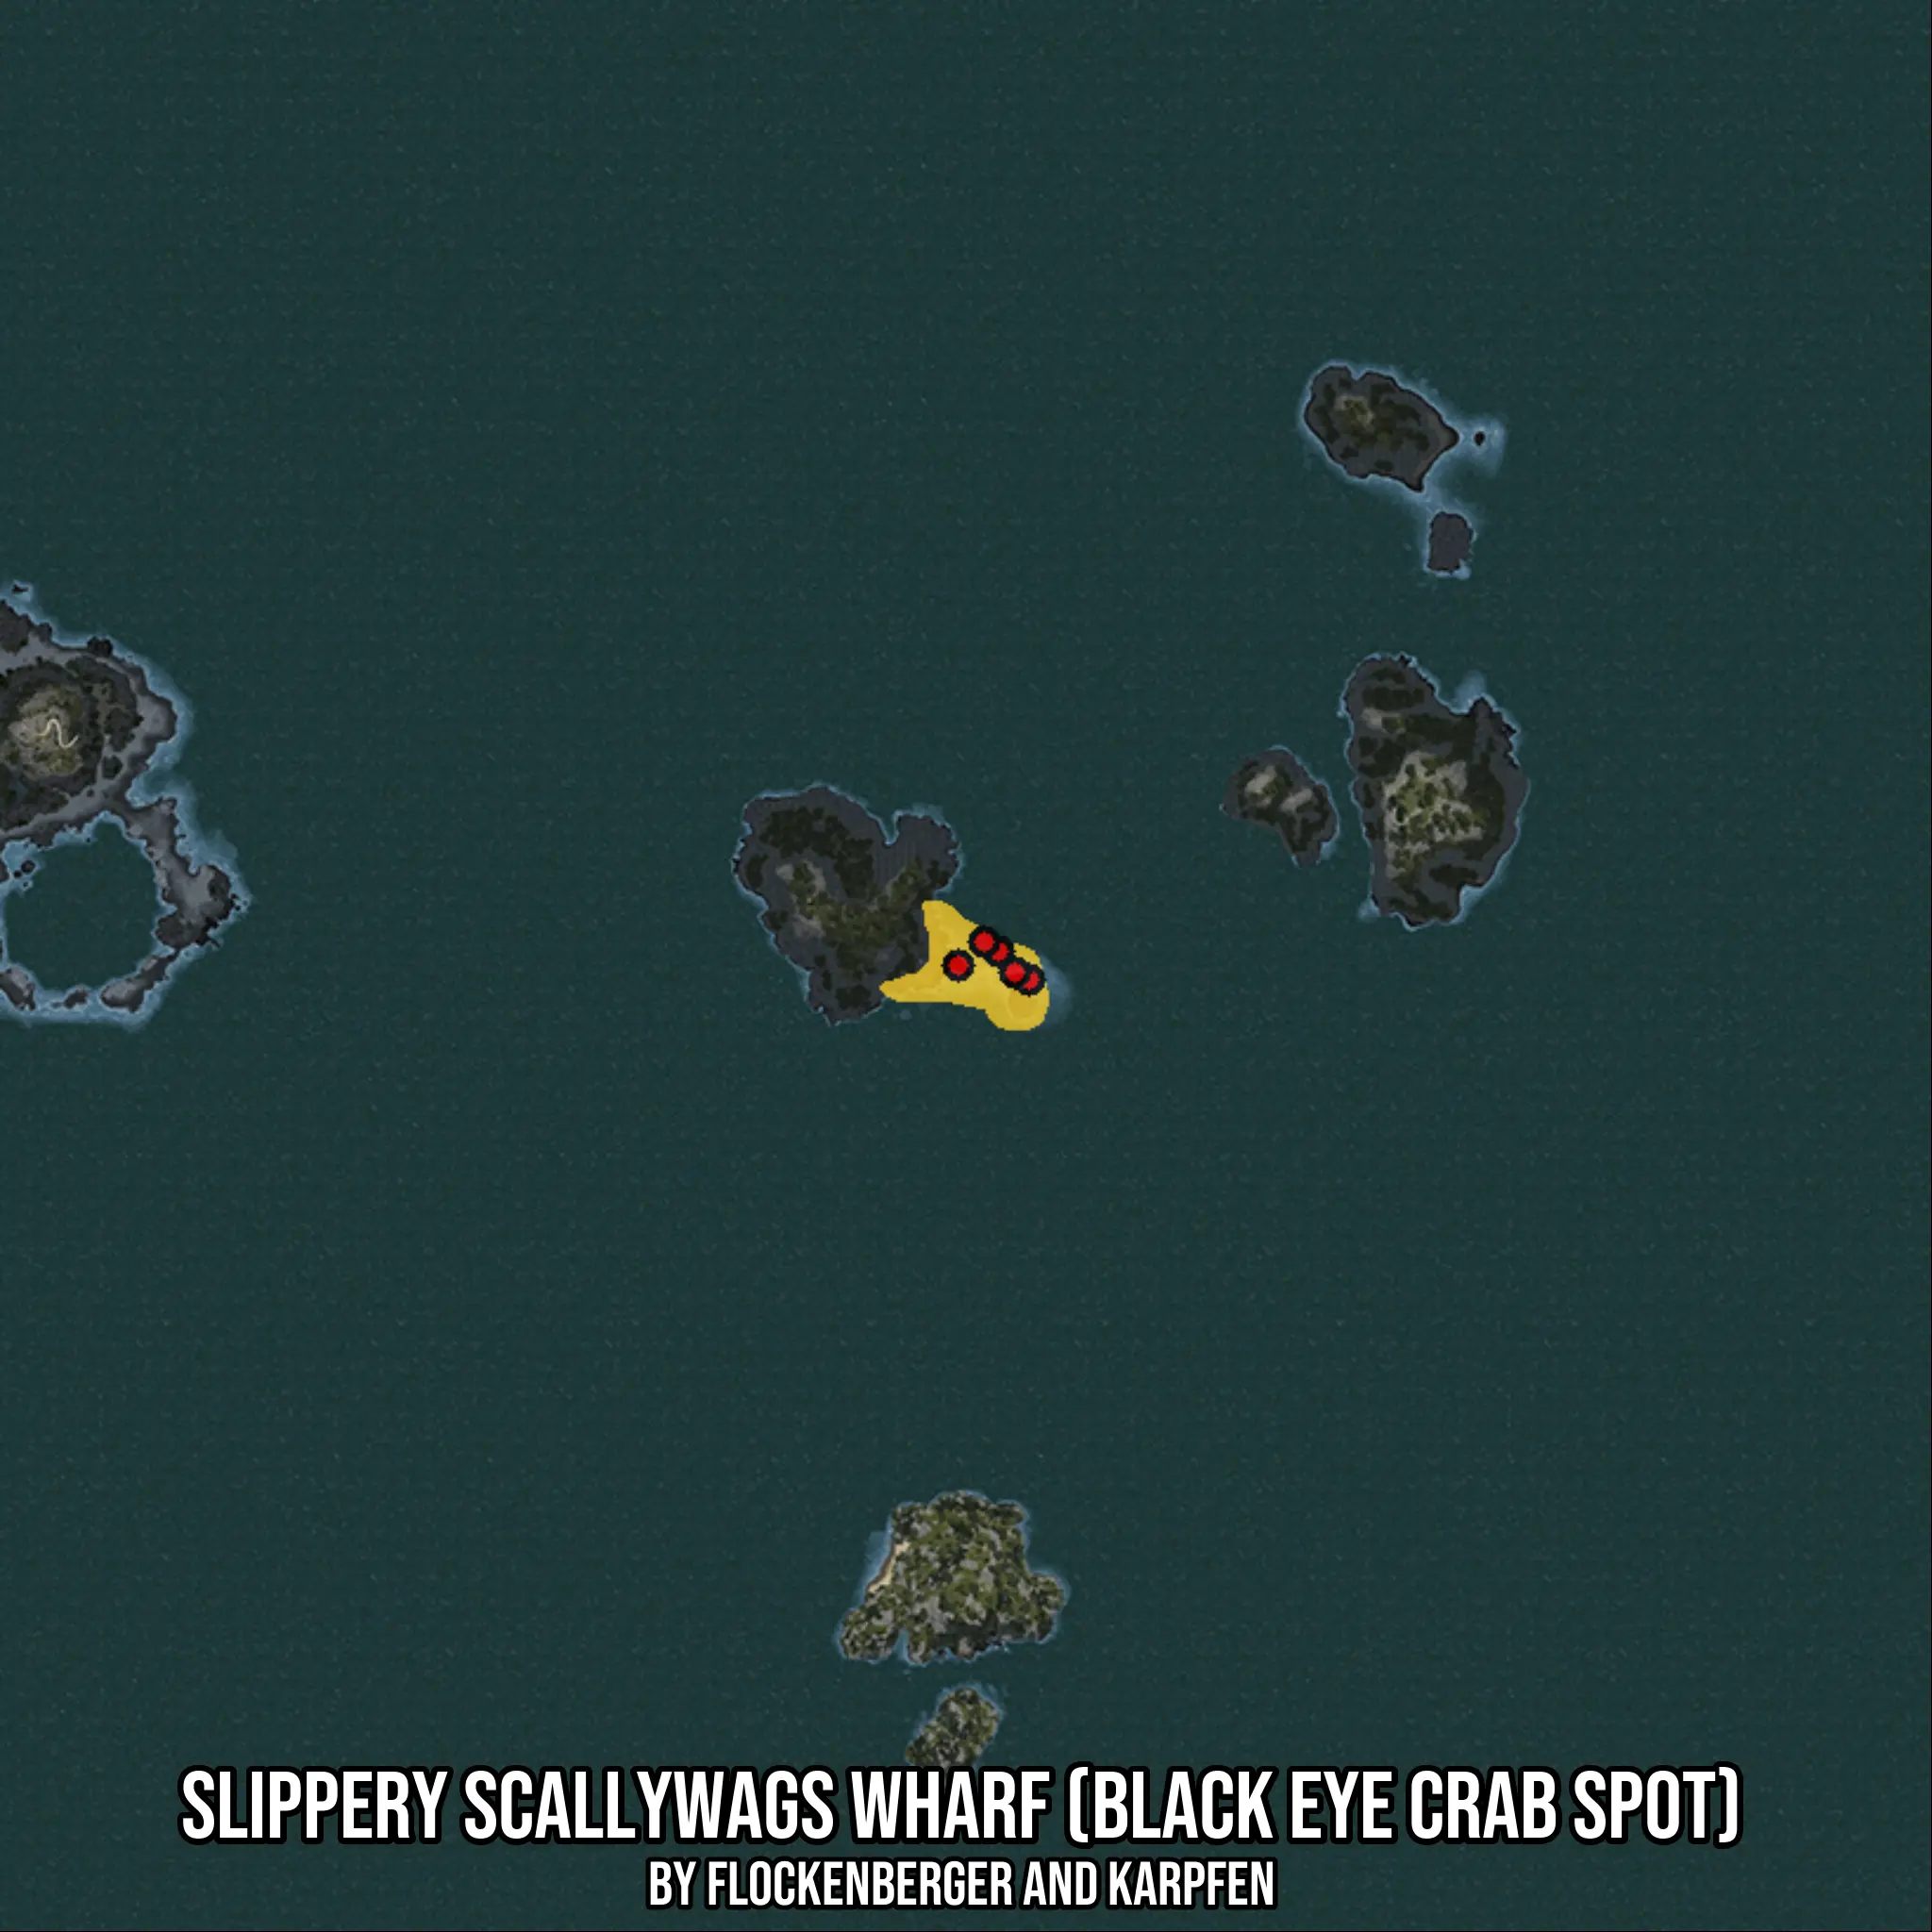 SLIPPERY SCALLYWAGS WHARF (BLACK EYE CRAB SPOT)
BY FLOCKENBERGER AND KARPFEN